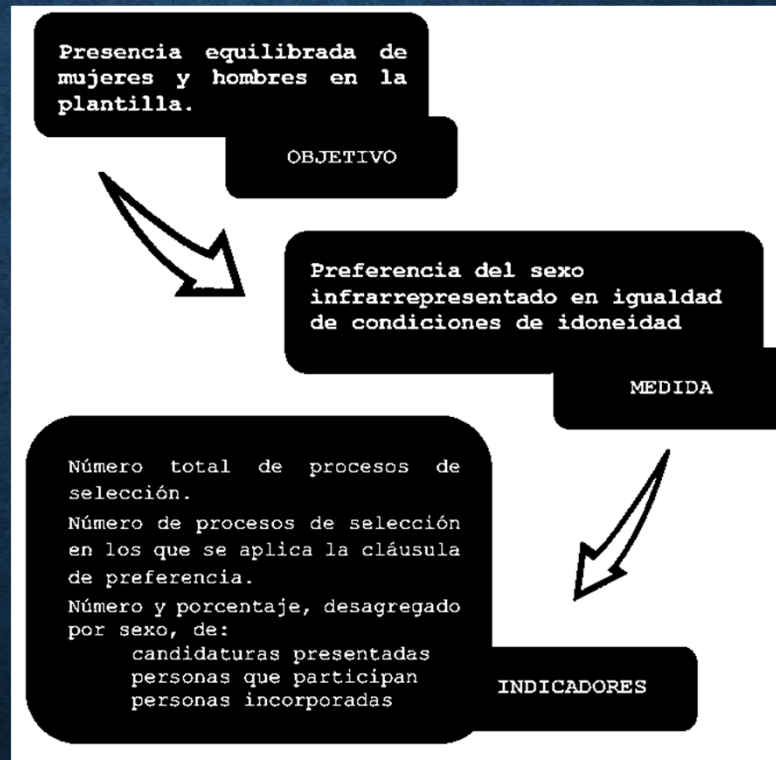 Presencia equilibrada de
mujeres y hombres en la
plantilla.
OBJETIVO
Preferencia del sexo
infrarrepresentado en igualdad
de condiciones de idoneidad
MEDIDA
Número total de procesos de
selección.
Número de procesos de selección
en los que se aplica la cláusula
de preferencia.
Número y porcentaje, desagregado
por sexo, de:
candidaturas presentadas
personas que participan
personas incorporadas
INDICADORES